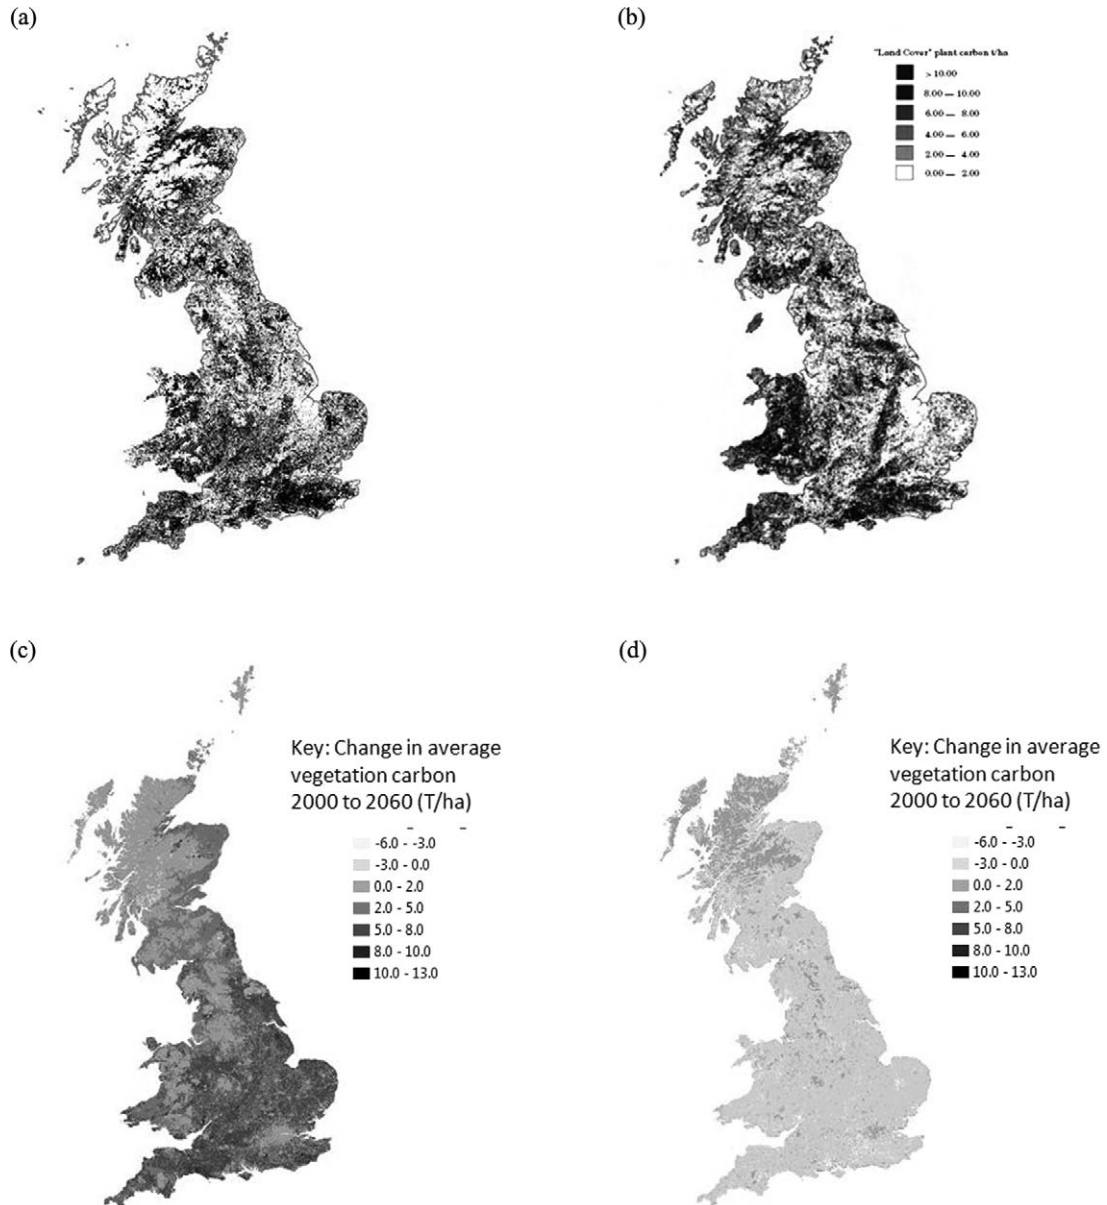 (a)
(b)
"Land Cover" plant carbon t/ha
> 10.00
8.00 — 10.00
6.00 — 8.00
4.00 — 6.00
2.00 — 4.00
0.00 — 2.00
(c)
(d)
Key: Change in average
vegetation carbon
2000 to 2060 (T/ha)
-6.0 - -3.0
-3.0 - 0.0
0.0 - 2.0
2.0 - 5.0
5.0 - 8.0
8.0 - 10.0
10.0 - 13.0
Key: Change in average
vegetation carbon
2000 to 2060 (T/ha)
-6.0 - -3.0
-3.0 - 0.0
0.0 - 2.0
2.0 - 5.0
5.0 - 8.0
8.0 - 10.0
10.0 - 13.0